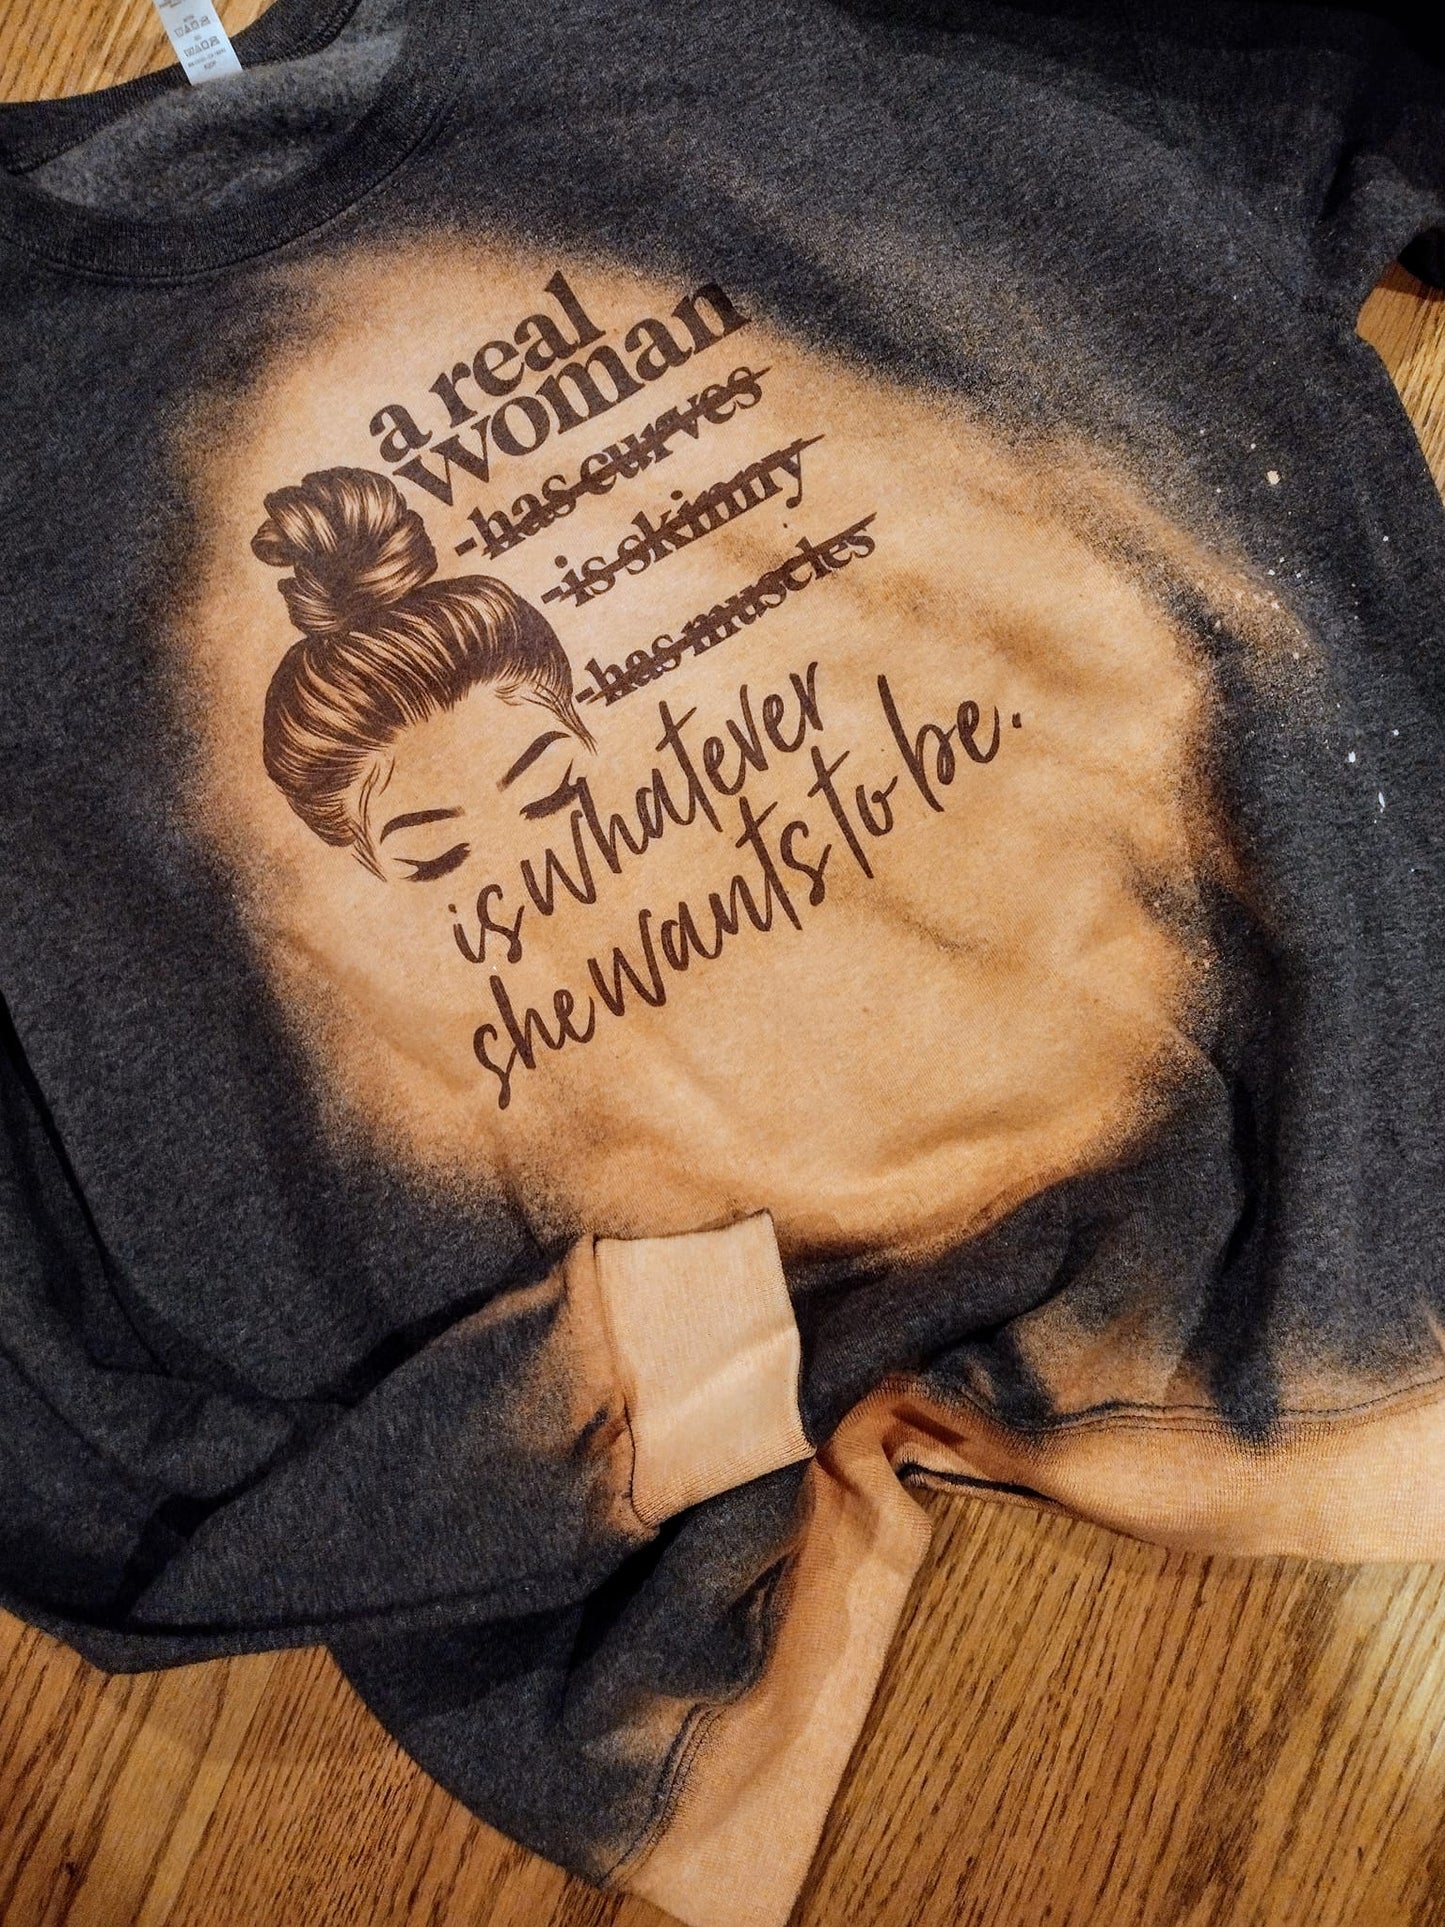 a real
woman
-has curves
-is skinny
-has muscles
is whatever
she wants to be.